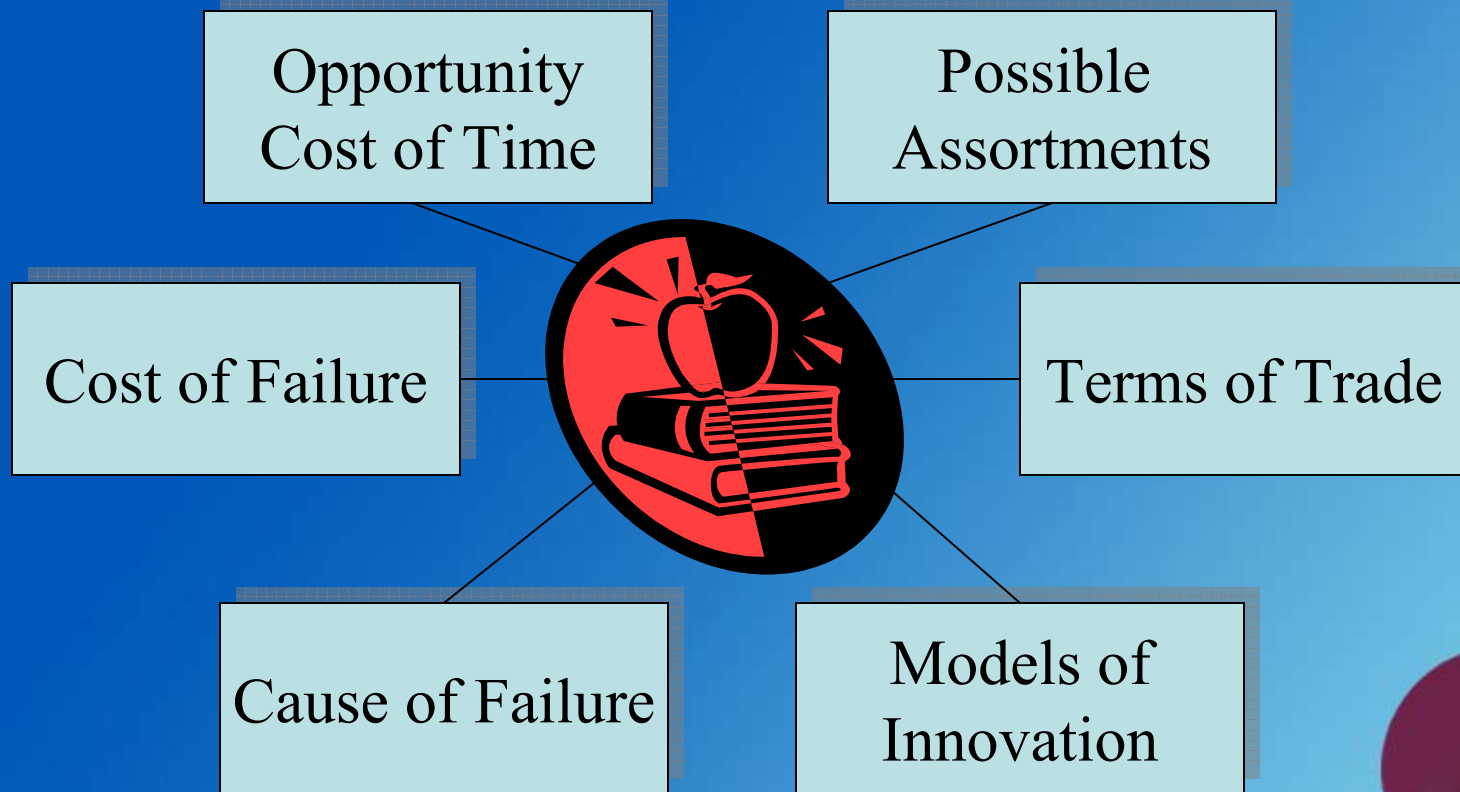 Opportunity
Cost of Time
Possible
Assortments
Cost of Failure
Terms of Trade
Cause of Failure
Models of
Innovation